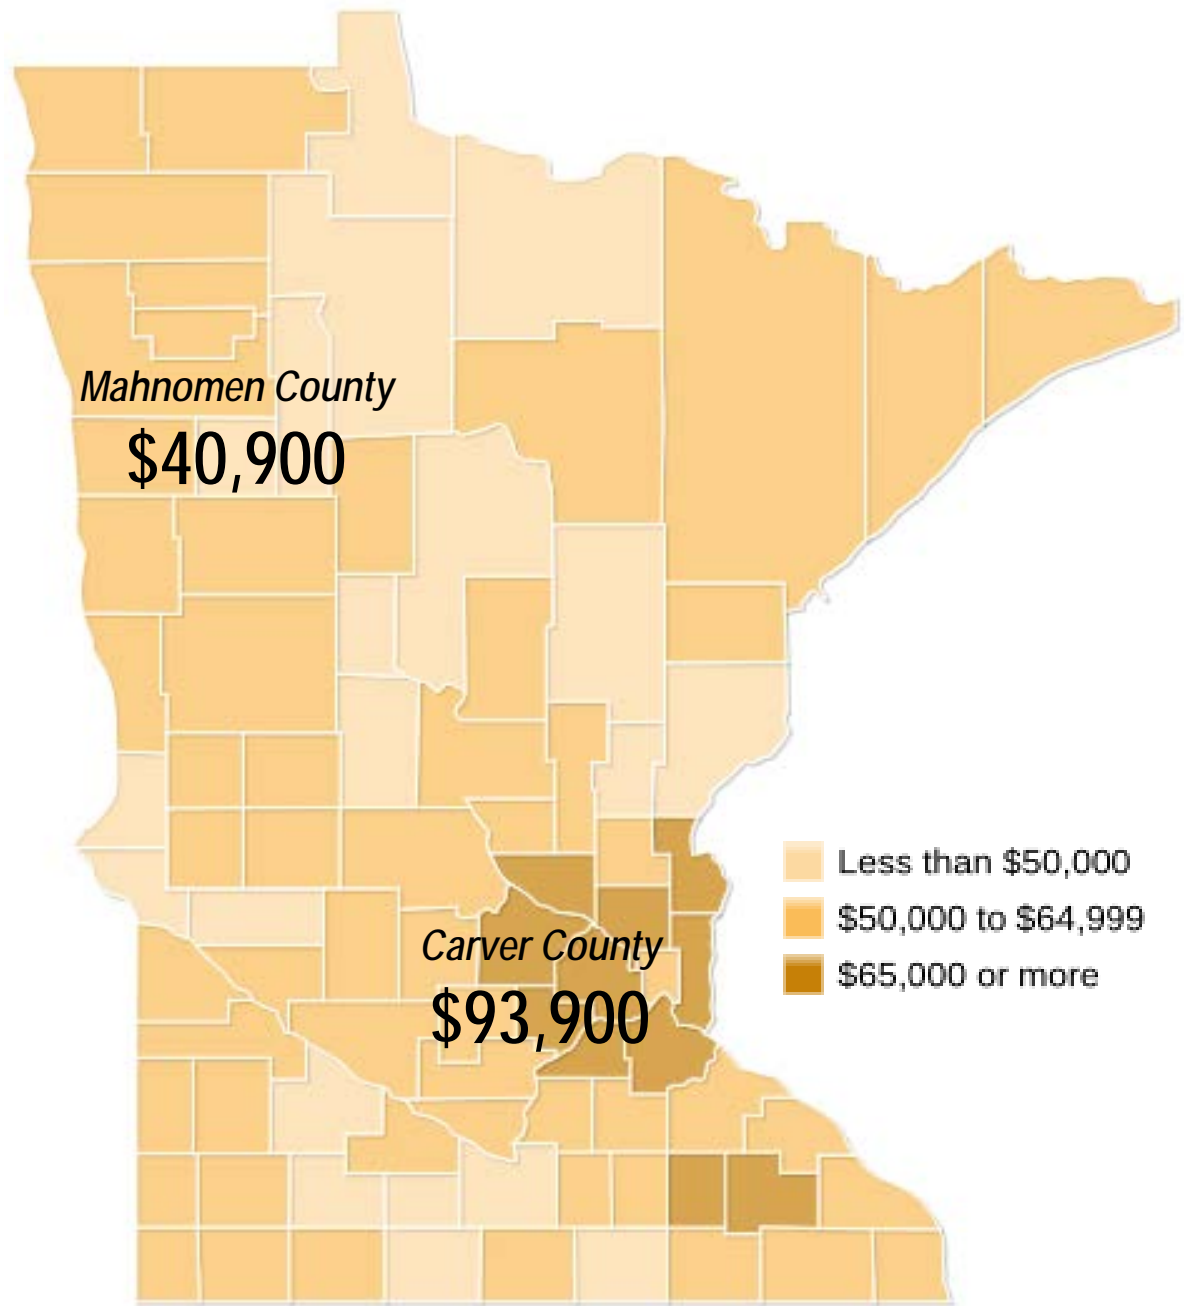 Mahnomen County
$40,900
Less than $50,000
$50,000 to $64,999
Carver County
$65,000 or more
$93,900